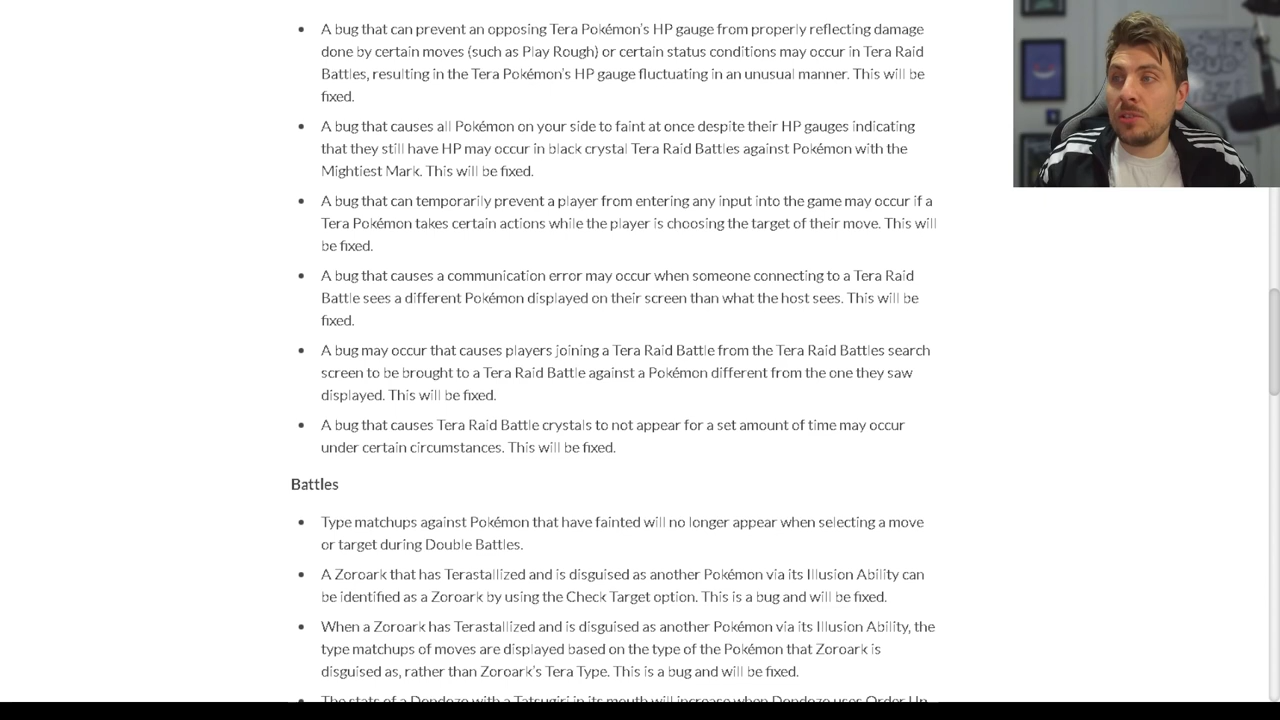 A bug that can prevent an opposing Tera Pokémon's HP gauge from properly reflecting damage
done by certain moves (such as Play Rough) or certain status conditions may occur in Tera Raid
Battles, resulting in the Tera Pokémon's HP gauge fluctuating in an unusual manner. This will be
fixed.
A bug that causes all Pokémon on your side to faint at once despite their HP gauges indicating
that they still have HP may occur in black crystal Tera Raid Battles against Pokémon with the
Mightiest Mark. This will be fixed.
A bug that can temporarily prevent a player from entering any input into the game may occur if a
Tera Pokémon takes certain actions while the player is choosing the target of their move. This will
be fixed.
A bug that causes a communication error may occur when someone connecting to a Tera Raid
Battle sees a different Pokémon displayed on their screen than what the host sees. This will be
fixed.
A bug may occur that causes players joining a Tera Raid Battle from the Tera Raid Battles search
screen to be brought to a Tera Raid Battle against a Pokémon different from the one they saw
displayed. This will be fixed.
A bug that causes Tera Raid Battle crystals to not appear for a set amount of time may occur
under certain circumstances. This will be fixed.
Battles
Type matchups against Pokémon that have fainted will no longer appear when selecting a move
or target during Double Battles.
A Zoroark that has Terastallized and is disguised as another Pokémon via its Illusion Ability can
be identified as a Zoroark by using the Check Target option. This is a bug and will be fixed.
When a Zoroark has Terastallized and is disguised as another Pokémon via its Illusion Ability, the
type matchups of moves are displayed based on the type of the Pokémon that Zoroark is
disguised as, rather than Zoroark's Tera Type. This is a bug and will be fixed.
The stats of a Dondozo with a Tatsugiri in its mouth will increase when Dondozo uses Order Up